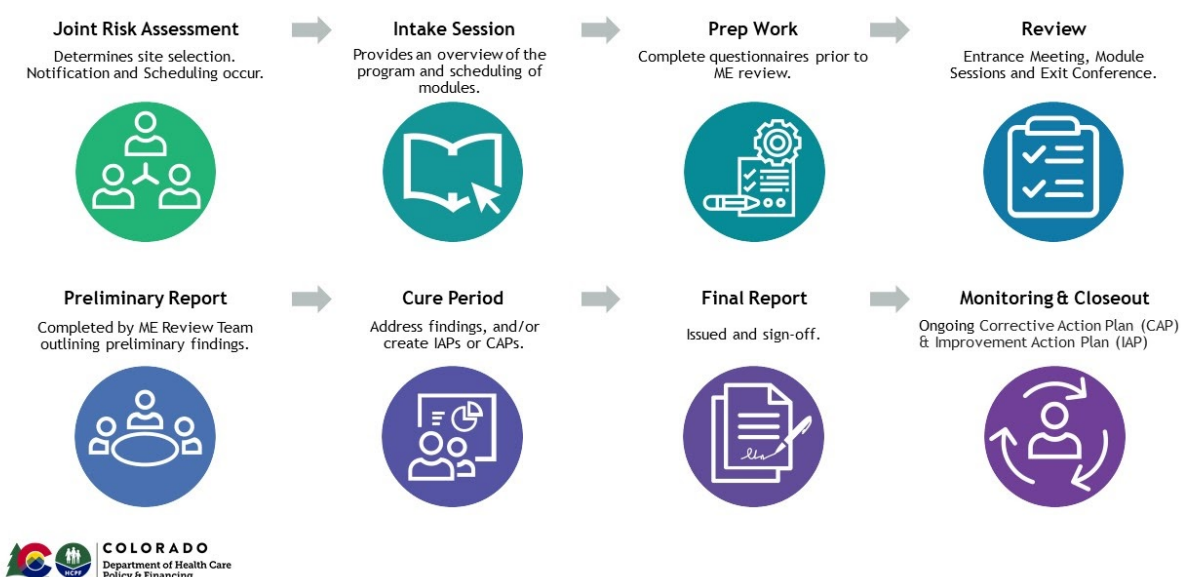 Joint Risk Assessment
Determines site selection.
Notification and Scheduling occur.
Intake Session
Provides an overview of the
program and scheduling of
modules.
Prep Work
Complete questionnaires prior to
ME review.
Review
Entrance Meeting, Module
Sessions and Exit Conference.
Preliminary Report
Completed by ME Review Team
outlining preliminary findings.
Cure Period
Address findings, and/or
create IAPs or CAPs.
Final Report
Issued and sign-off.
Monitoring & Closeout
Ongoing Corrective Action Plan (CAP)
& Improvement Action Plan (IAP)
HCPF
COLORADO
Department of Health Care
Policy & Financing